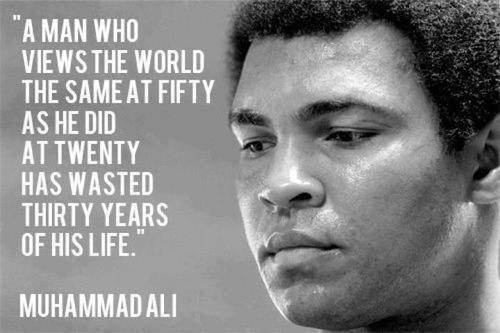 "A MAN WHO
VIEWS THE WORLD
THE SAME AT FIFTY
AS HE DID
AT TWENTY
HAS WASTED
THIRTY YEARS
OF HIS LIFE."
MUHAMMAD ALI